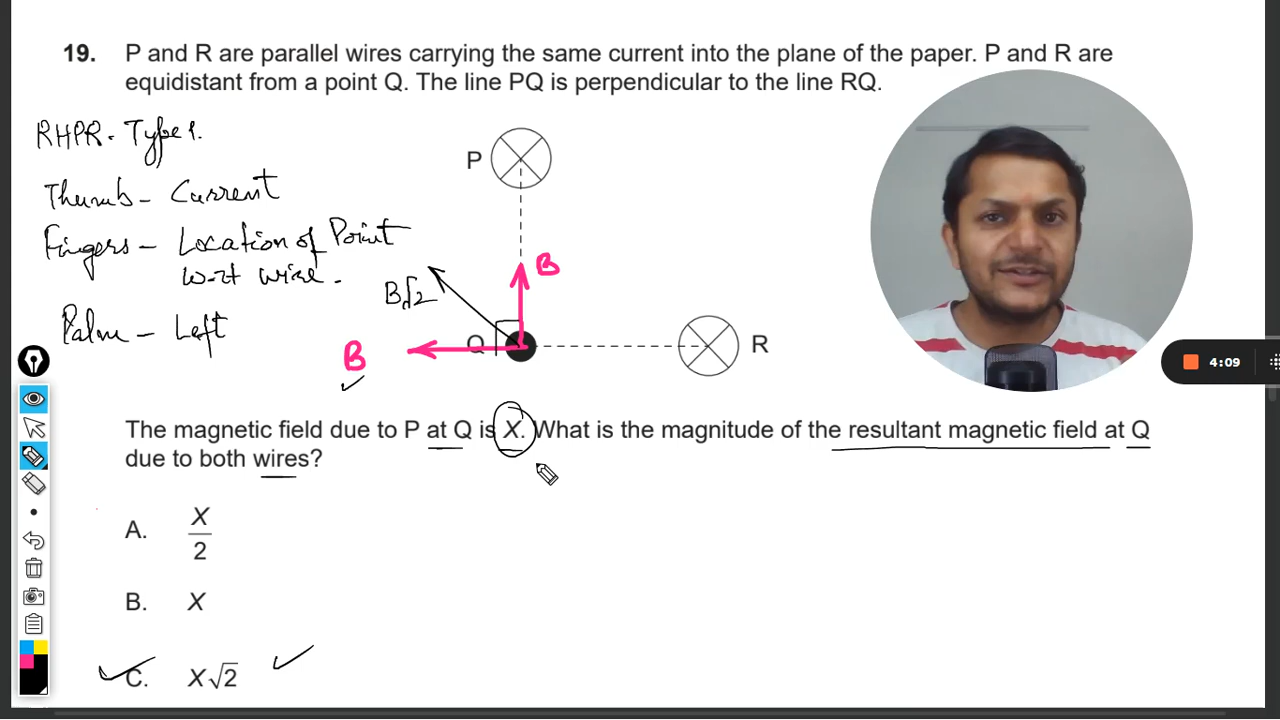 19. P and R are parallel wires carrying the same current into the plane of the paper. P and R are
equidistant from a point Q. The line PQ is perpendicular to the line RQ.
RHPR - Type 1.
Thumb - Current
Fingers - Location of Point
w.r.t wire.
Palm - Left
P
B
B√2
Q
R
B
4:09
The magnetic field due to P at Q is X. What is the magnitude of the resultant magnetic field at Q
due to both wires?
A. X/2
B. X
C. X√2